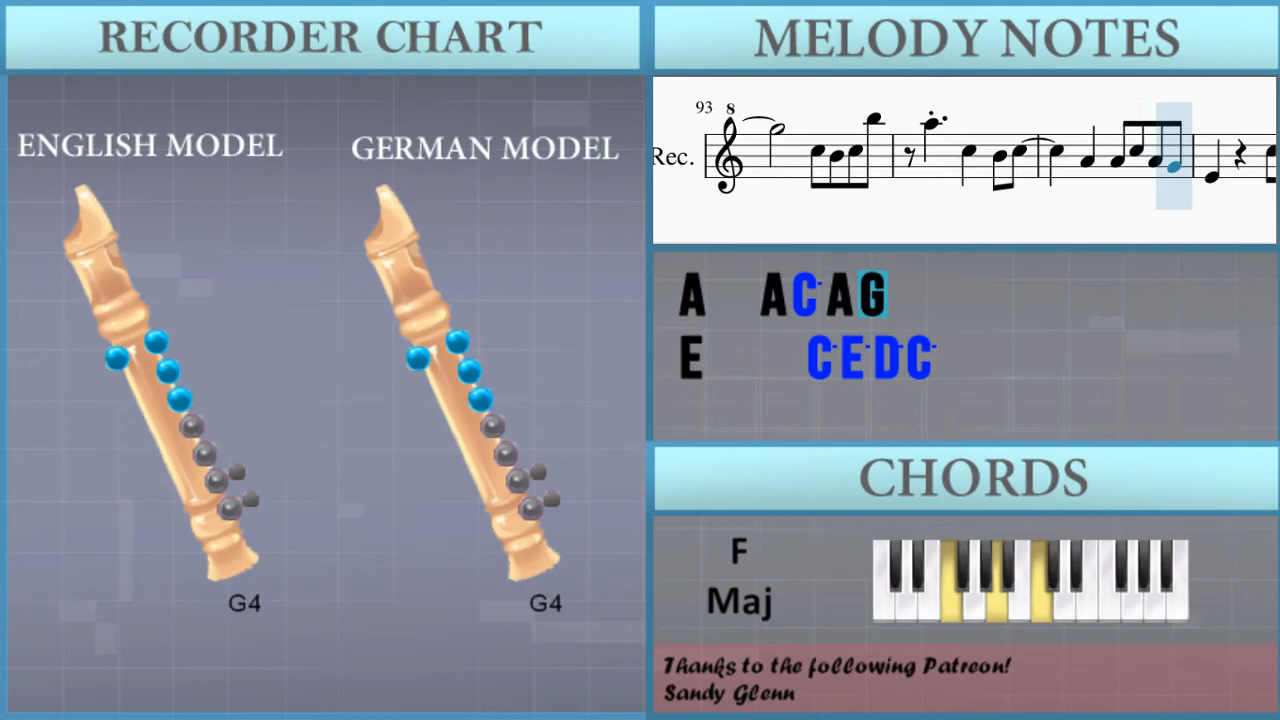 RECORDER CHART
ENGLISH MODEL
GERMAN MODEL
G4
G4
MELODY NOTES
93
8
Rec.
A ACAG
E CEDC
CHORDS
F
Maj
Thanks to the following Patreon!
Sandy Glenn